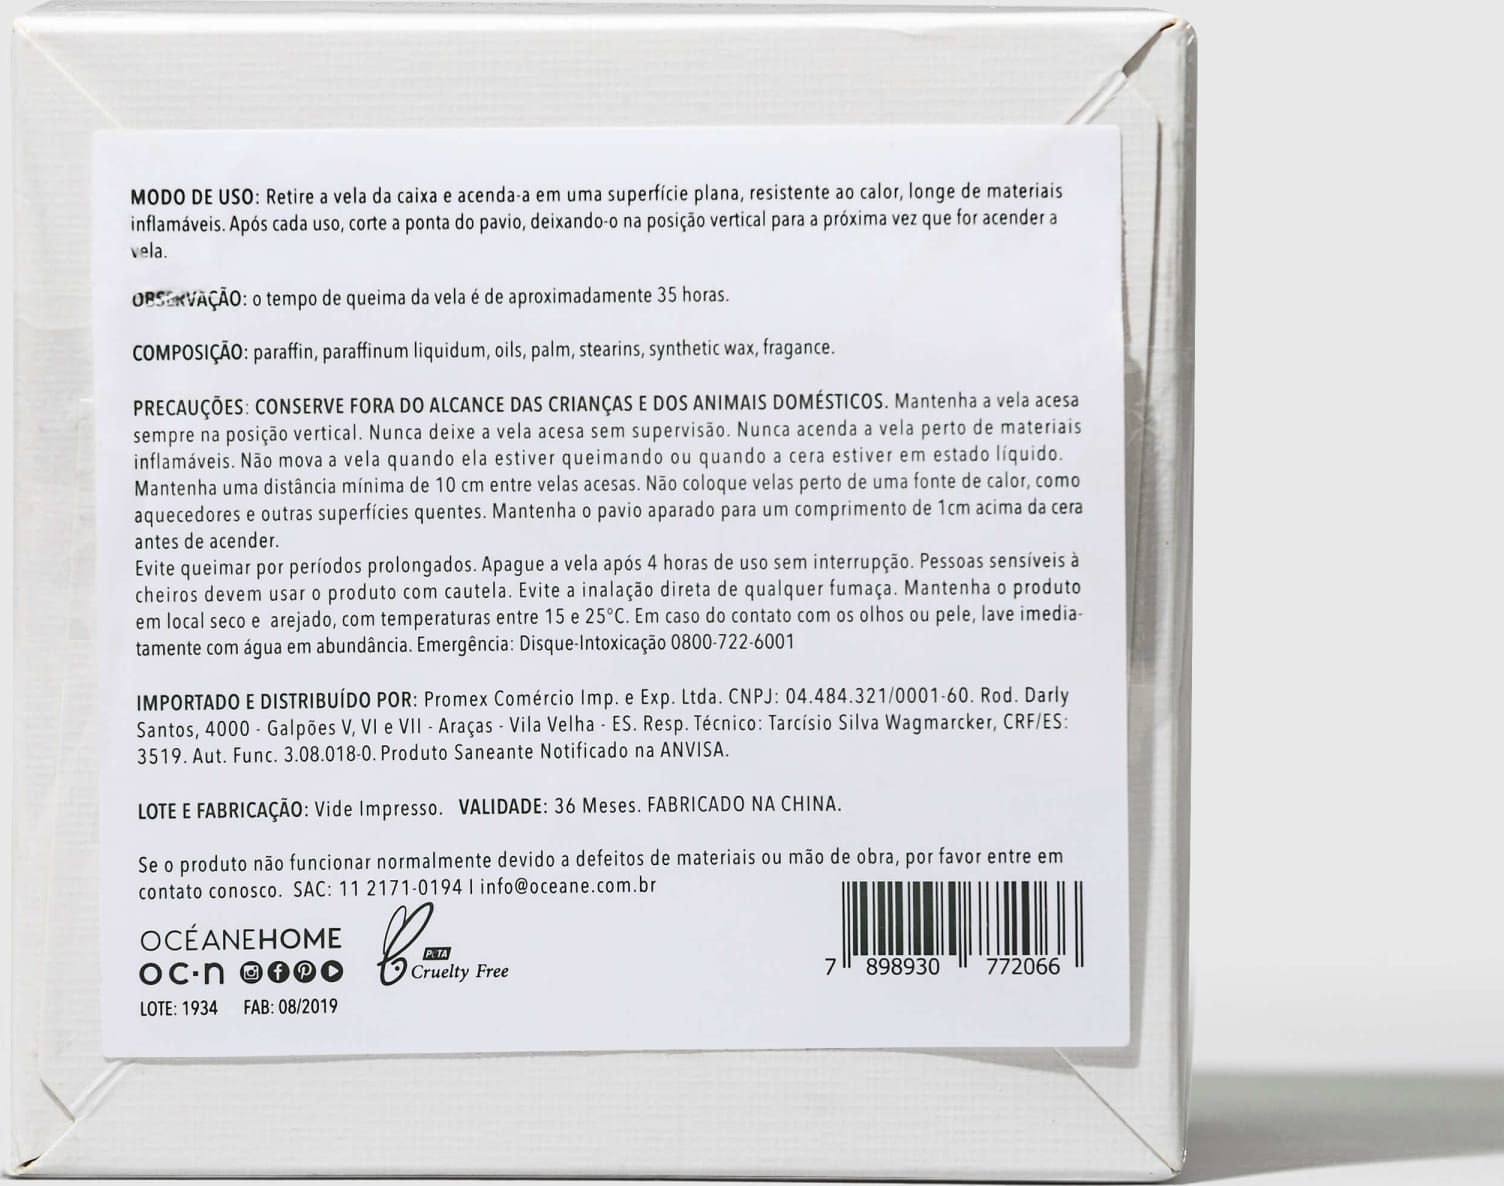 MODO DE USO: Retire a vela da caixa e acenda-a em uma superfície plana, resistente ao calor, longe de materiais
inflamáveis. Após cada uso, corte a ponta do pavio, deixando-o na posição vertical para a próxima vez que for acender a
vela.
OBSERVAÇÃO: o tempo de queima da vela é de aproximadamente 35 horas.
COMPOSIÇÃO: paraffin, paraffinum liquidum, oils, palm, stearins, synthetic wax, fragance.
PRECAUÇÕES: CONSERVE FORA DO ALCANCE DAS CRIANÇAS E DOS ANIMAIS DOMÉSTICOS. Mantenha a vela acesa
sempre na posição vertical. Nunca deixe a vela acesa sem supervisão. Nunca acenda a vela perto de materiais
inflamáveis. Não mova a vela quando ela estiver queimando ou quando a cera estiver em estado líquido.
Mantenha uma distância mínima de 10 cm entre velas acesas. Não coloque velas perto de uma fonte de calor, como
aquecedores e outras superfícies quentes. Mantenha o pavio aparado para um comprimento de 1cm acima da cera
antes de acender.
Evite queimar por períodos prolongados. Apague a vela após 4 horas de uso sem interrupção. Pessoas sensíveis à
cheiros devem usar o produto com cautela. Evite a inalação direta de qualquer fumaça. Mantenha o produto
em local seco e arejado, com temperaturas entre 15 e 25°C. Em caso do contato com os olhos ou pele, lave imedia-
tamente com água em abundância. Emergência: Disque-Intoxicação 0800-722-6001
IMPORTADO E DISTRIBUÍDO POR: Promex Comércio Imp. e Exp. Ltda. CNPJ: 04.484.321/0001-60. Rod. Darly
Santos, 4000 - Galpões V, VI e VII - Araças - Vila Velha - ES. Resp. Técnico: Tarcísio Silva Wagmarcker, CRF/ES:
3519. Aut. Func. 3.08.018-0. Produto Saneante Notificado na ANVISA.
LOTE E FABRICAÇÃO: Vide Impresso. VALIDADE: 36 Meses. FABRICADO NA CHINA.
Se o produto não funcionar normalmente devido a defeitos de materiais ou mão de obra, por favor entre em
contato conosco. SAC: 11 2171-0194 | info@oceane.com.br
OCÉANEHOME
oc·n
PETA
Cruelty Free
LOTE: 1934 FAB: 08/2019
7 898930 772066